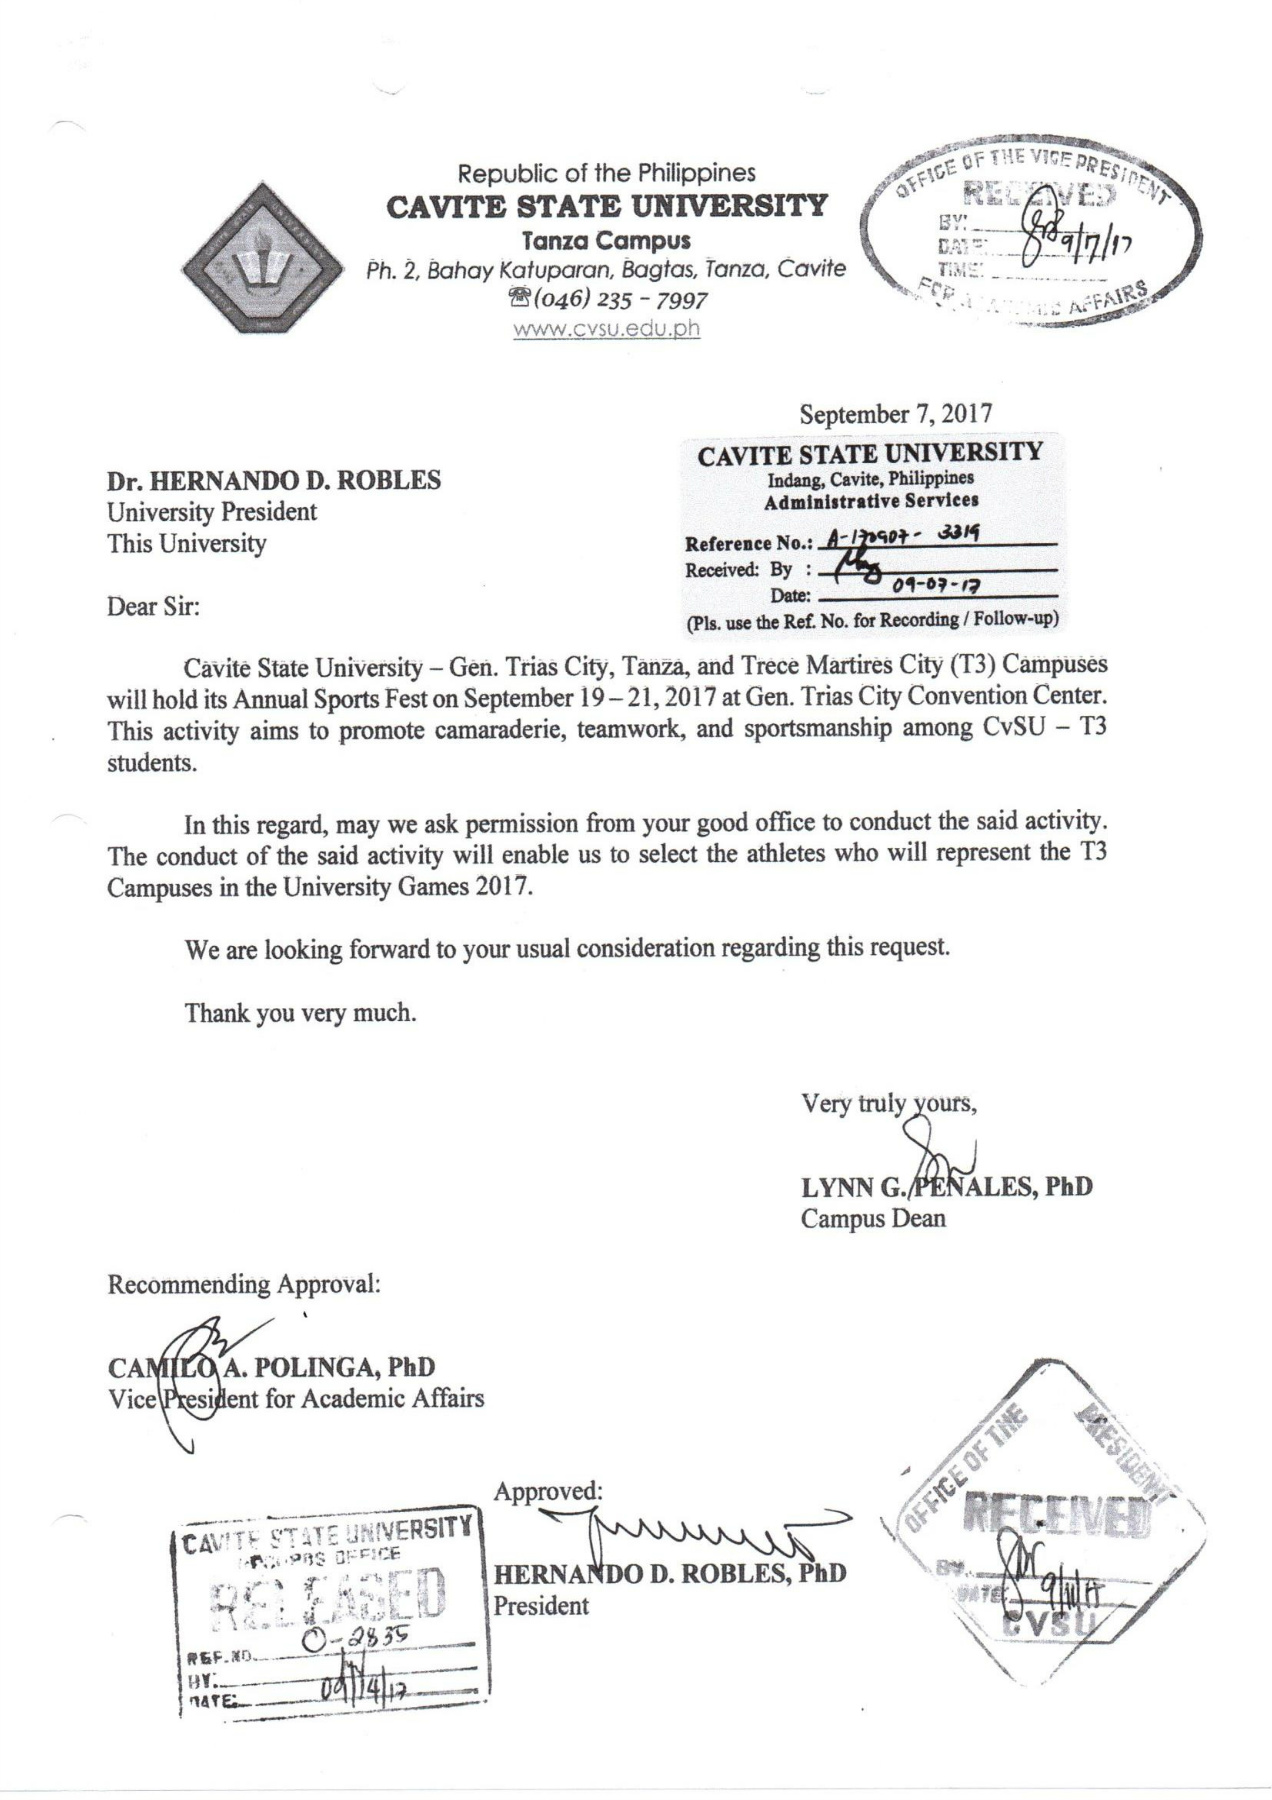 Republic of the Philippines
CAVITE STATE UNIVERSITY
Tanza Campus
Ph. 2, Bahay Katuparan, Bagtas, Tanza, Cavite
☎(046) 235 – 7997
www.cvsu.edu.ph
OFFICE OF THE VICE PRESIDENT
RECEIVED
BY:
DATE: 9/7/17
TIME:
FOR ACADEMIC AFFAIRS
September 7, 2017
CAVITE STATE UNIVERSITY
Indang, Cavite, Philippines
Administrative Services
Reference No.: A-170907- 3319
Received: By :
Date: 09-07-17
(Pls. use the Ref. No. for Recording / Follow-up)
Dr. HERNANDO D. ROBLES
University President
This University
Dear Sir:
Cavite State University – Gen. Trias City, Tanza, and Trece Martires City (T3) Campuses
will hold its Annual Sports Fest on September 19 – 21, 2017 at Gen. Trias City Convention Center.
This activity aims to promote camaraderie, teamwork, and sportsmanship among CvSU – T3
students.
In this regard, may we ask permission from your good office to conduct the said activity.
The conduct of the said activity will enable us to select the athletes who will represent the T3
Campuses in the University Games 2017.
We are looking forward to your usual consideration regarding this request.
Thank you very much.
Very truly yours,
LYNN G. PENALES, PhD
Campus Dean
Recommending Approval:
CAMILO A. POLINGA, PhD
Vice President for Academic Affairs
Approved:
HERNANDO D. ROBLES, PhD
President
CAVITE STATE UNIVERSITY
OFFICE
RELEASED
REF.NO. O-2835
BY:
DATE: 09/14/17
OFFICE OF THE PRESIDENT
RECEIVED
BY:
DATE: 9/11/17
CVSU